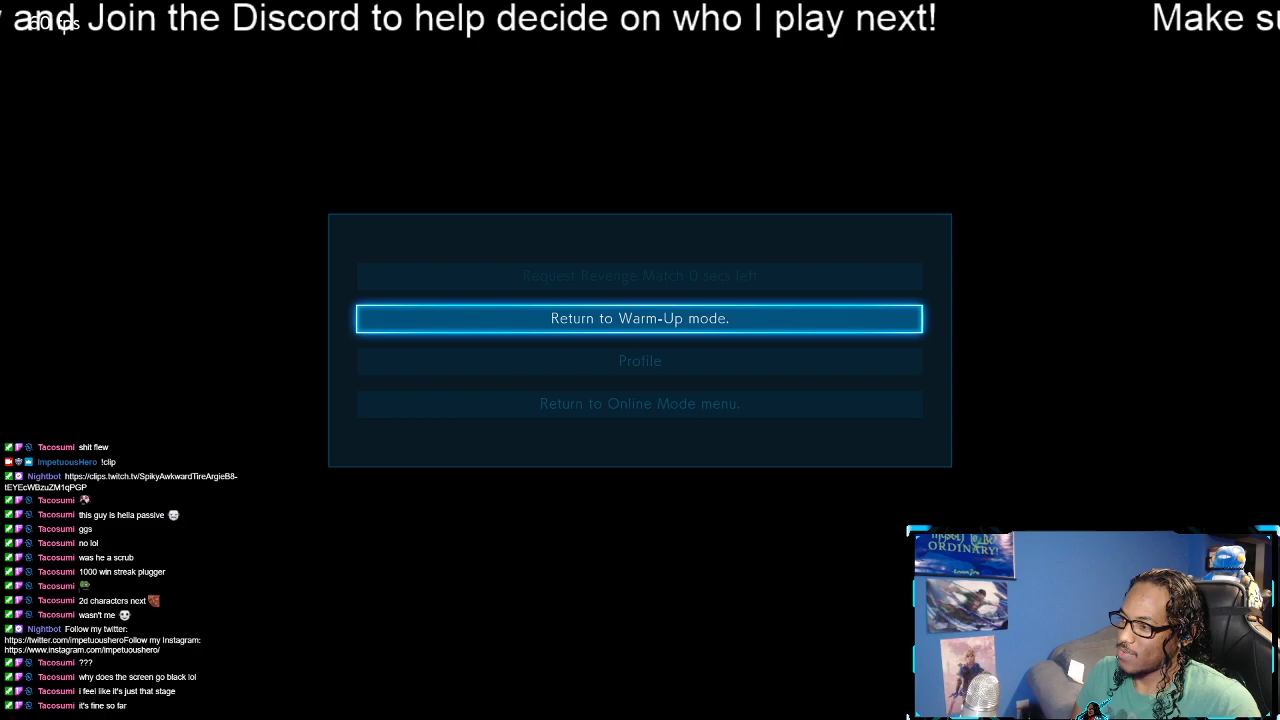 and Join the Discord to help decide on who I play next!
Make su
60 fps
Request Revenge Match 0 secs left
Return to Warm-Up mode.
Profile
Return to Online Mode menu.
Tacosumi shit flew
ImpetuousHero !clip
Nightbot https://clips.twitch.tv/SpikyAwkwardTireArgieB8-
tEYEcWBzuZM1qPGP
Tacosumi
Tacosumi this guy is hella passive
Tacosumi ggs
Tacosumi no lol
Tacosumi was he a scrub
Tacosumi 1000 win streak plugger
Tacosumi
Tacosumi 2d characters next
Tacosumi wasn't me
Nightbot Follow my twitter:
https://twitter.com/impetuousheroFollow my Instagram:
https://www.instagram.com/impetuoushero/
Tacosumi ???
Tacosumi why does the screen go black lol
Tacosumi i feel like it's just that stage
Tacosumi it's fine so far
ORDINARY!